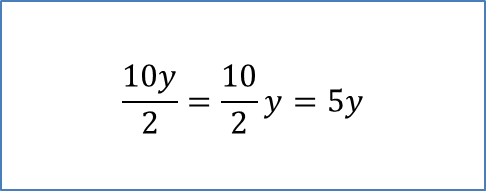 10y/2 = 10/2 y = 5y